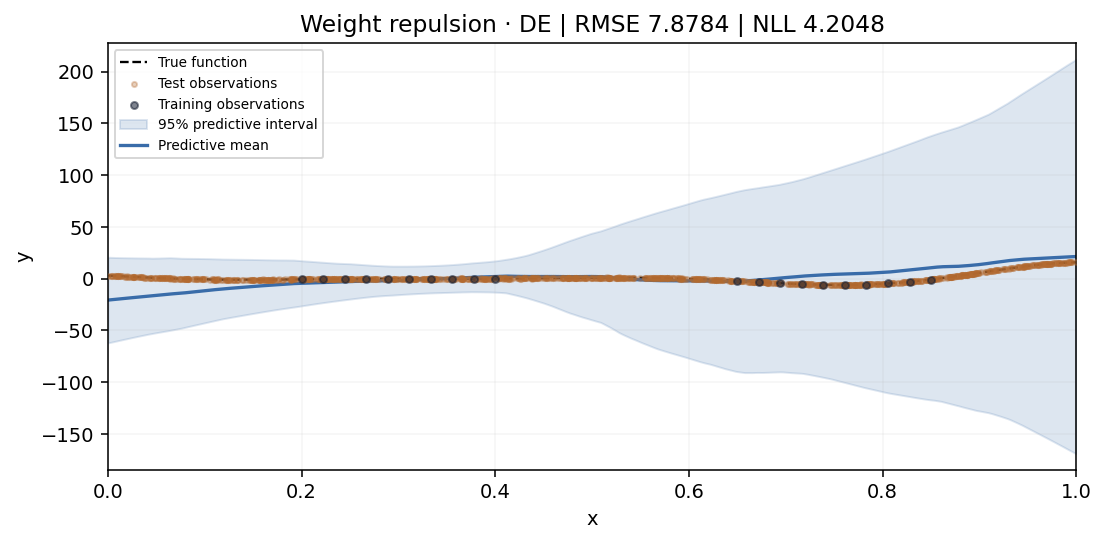 Weight repulsion · DE | RMSE 7.8784 | NLL 4.2048
True function
Test observations
Training observations
95% predictive interval
Predictive mean
200
150
100
50
0
−50
−100
−150
y
0.0 0.2 0.4 0.6 0.8 1.0
x